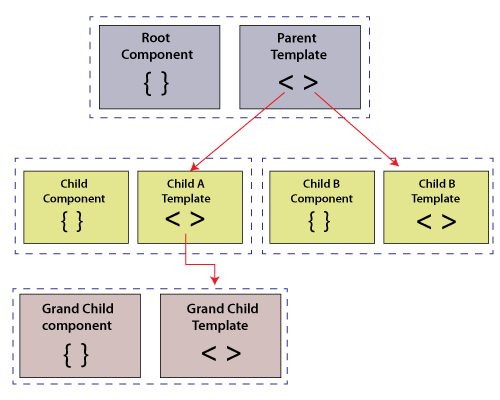 Root
Component
{ }
Parent
Template
< >
Child
Component
{ }
Child A
Template
< >
Child B
Component
{ }
Child B
Template
< >
Grand Child
component
{ }
Grand Child
Template
< >